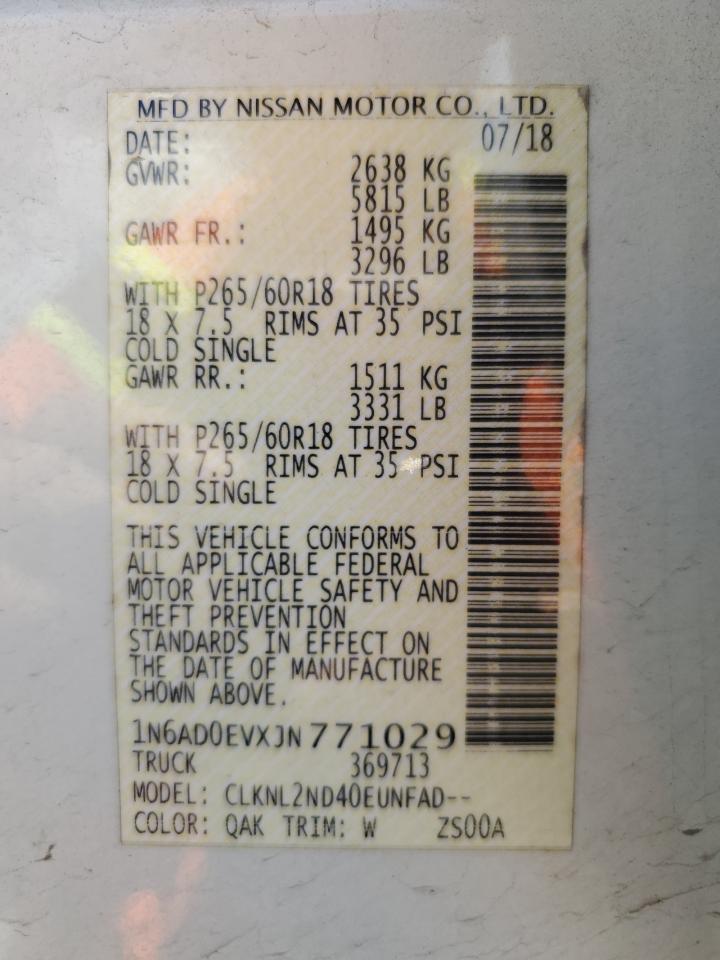 MFD BY NISSAN MOTOR CO., LTD.
DATE: 07/18
GVWR: 2638 KG
5815 LB
GAWR FR.: 1495 KG
3296 LB
WITH P265/60R18 TIRES
18 X 7.5 RIMS AT 35 PSI
COLD SINGLE
GAWR RR.: 1511 KG
3331 LB
WITH P265/60R18 TIRES
18 X 7.5 RIMS AT 35 PSI
COLD SINGLE
THIS VEHICLE CONFORMS TO
ALL APPLICABLE FEDERAL
MOTOR VEHICLE SAFETY AND
THEFT PREVENTION
STANDARDS IN EFFECT ON
THE DATE OF MANUFACTURE
SHOWN ABOVE.
1N6AD0EVXJN771029
TRUCK 369713
MODEL: CLKNL2ND40EUNFAD--
COLOR: QAK TRIM: W ZS00A